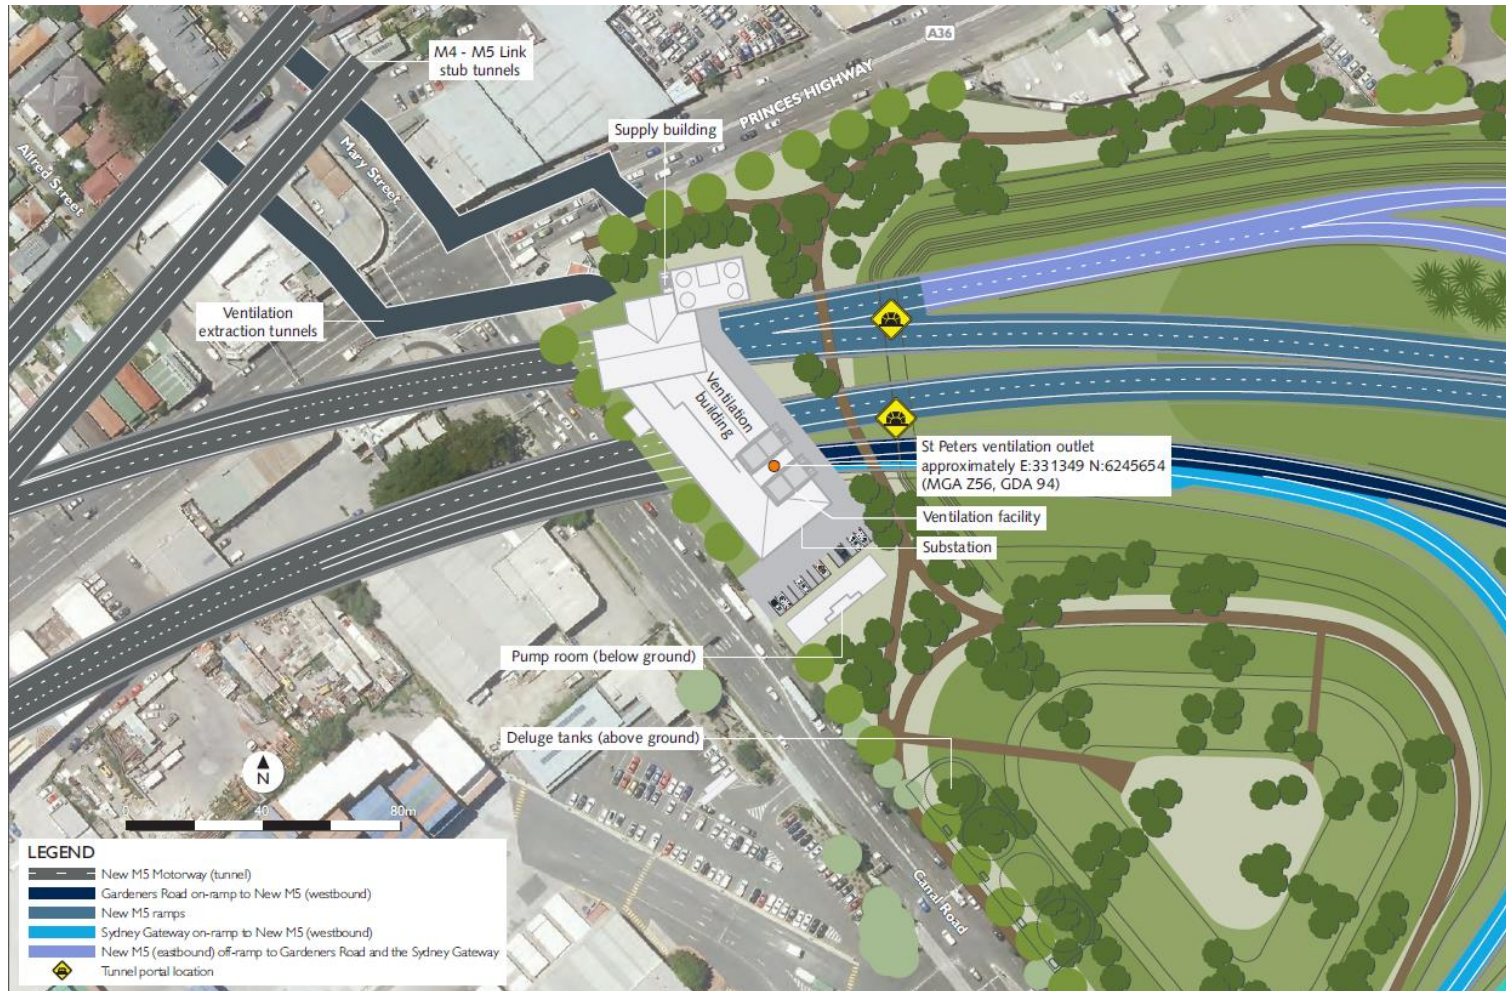 A36
M4 - M5 Link
stub tunnels
PRINCES HIGHWAY
Supply building
Alfred Street
Mary Street
Ventilation
extraction tunnels
Ventilation
building
St Peters ventilation outlet
approximately E:331349 N:6245654
(MGA Z56, GDA 94)
Ventilation facility
Substation
Pump room (below ground)
Deluge tanks (above ground)
N
0
40
80m
Canal Road
LEGEND
New M5 Motorway (tunnel)
Gardeners Road on-ramp to New M5 (westbound)
New M5 ramps
Sydney Gateway on-ramp to New M5 (westbound)
New M5 (eastbound) off-ramp to Gardeners Road and the Sydney Gateway
Tunnel portal location